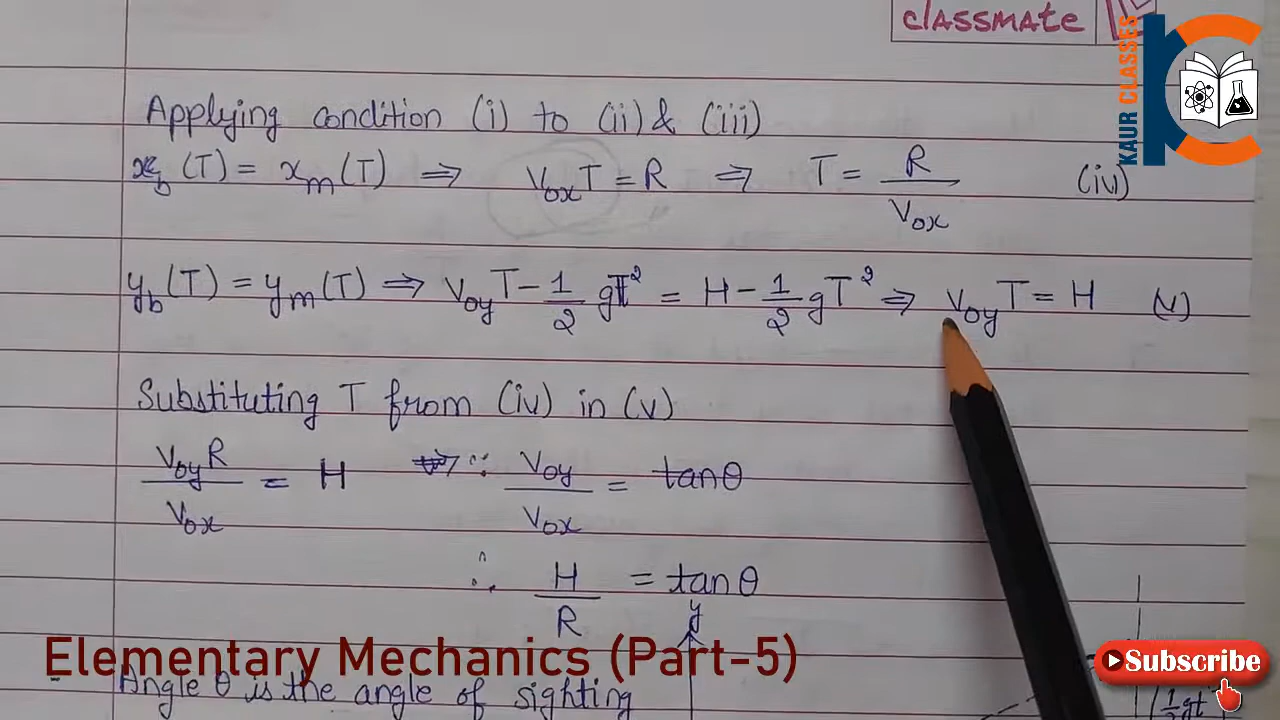 classmate
KAUR CLASSES
Applying condition (i) to (ii) & (iii)
x_b(T) = x_m(T) ⇒ v_ox T = R ⇒ T = R / v_ox (iv)
y_b(T) = y_m(T) ⇒ v_oy T - 1/2 gT² = H - 1/2 gT² ⇒ v_oy T = H (v)
Substituting T from (iv) in (v)
v_oy R / v_ox = H ∵ v_oy / v_ox = tanθ
∴ H / R = tanθ
y
Elementary Mechanics (Part-5)
Subscribe
Angle θ is the angle of sighting